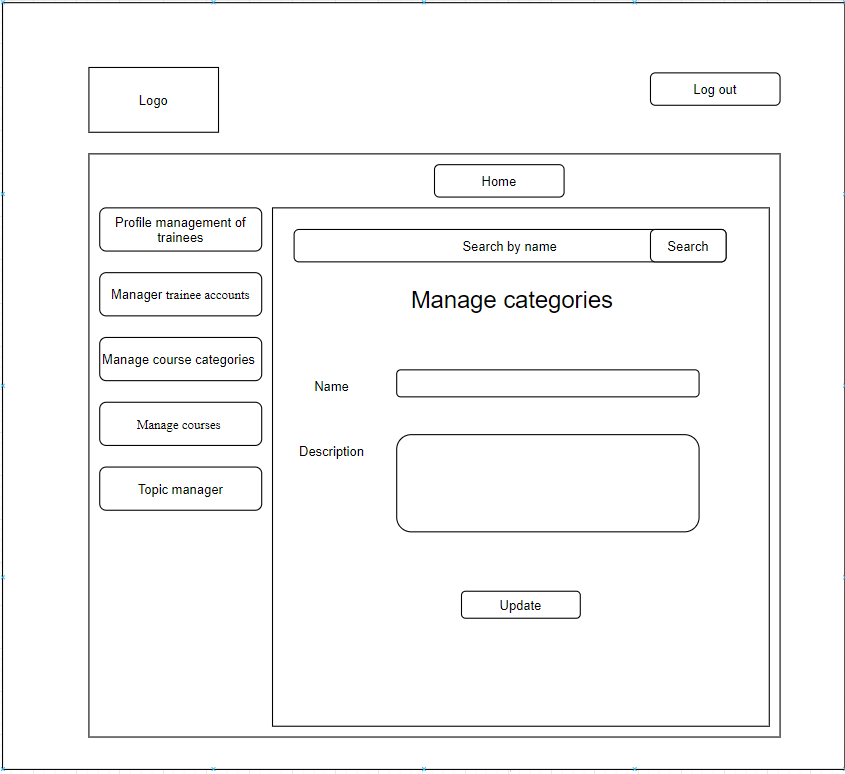 Logo
Log out
Home
Profile management of
trainees
Manager trainee accounts
Manage course categories
Manage courses
Topic manager
Search by name
Search
Manage categories
Name
Description
Update